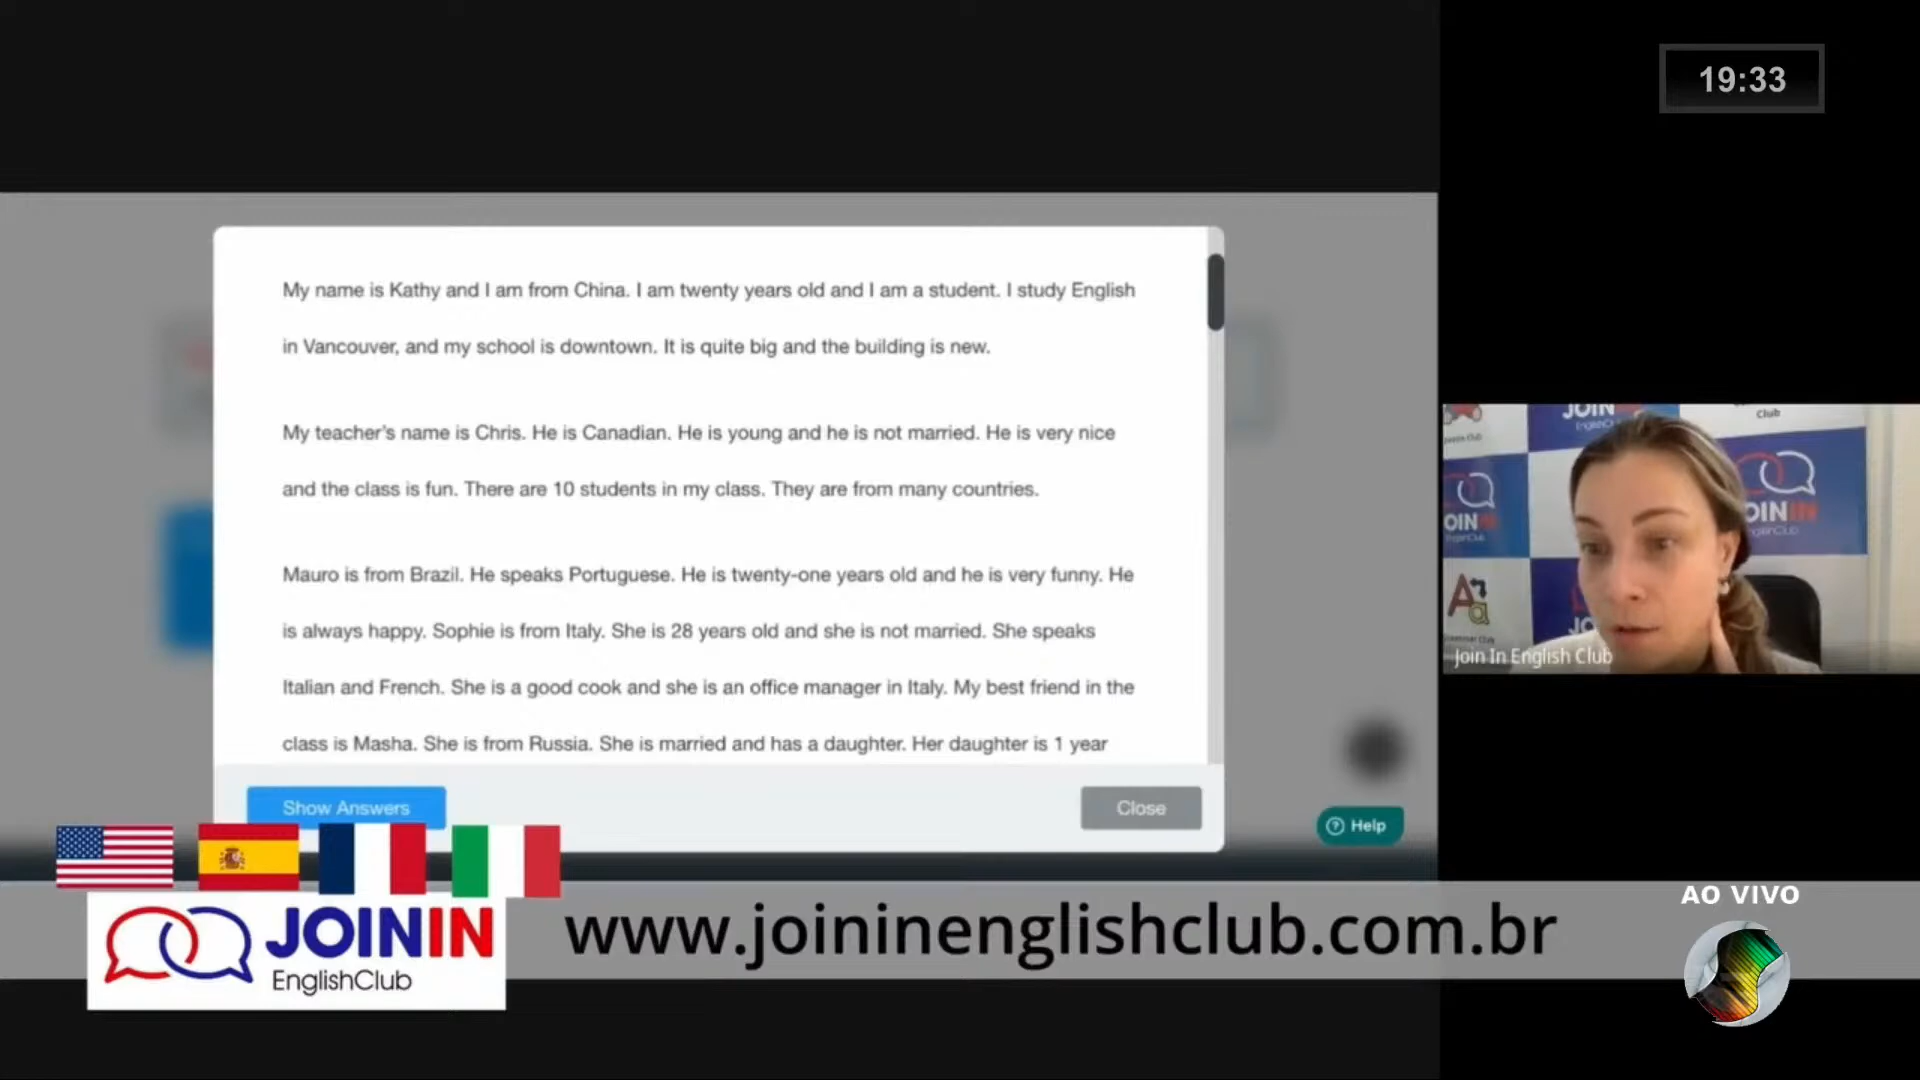 19:33
My name is Kathy and I am from China. I am twenty years old and I am a student. I study English
in Vancouver, and my school is downtown. It is quite big and the building is new.
My teacher's name is Chris. He is Canadian. He is young and he is not married. He is very nice
and the class is fun. There are 10 students in my class. They are from many countries.
Mauro is from Brazil. He speaks Portuguese. He is twenty-one years old and he is very funny. He
is always happy. Sophie is from Italy. She is 28 years old and she is not married. She speaks
Italian and French. She is a good cook and she is an office manager in Italy. My best friend in the
class is Masha. She is from Russia. She is married and has a daughter. Her daughter is 1 year
Show Answers
Close
Help
Club
JOIN
JOIN IN
Join In English Club
AO VIVO
JOININ
EnglishClub
www.joininenglishclub.com.br